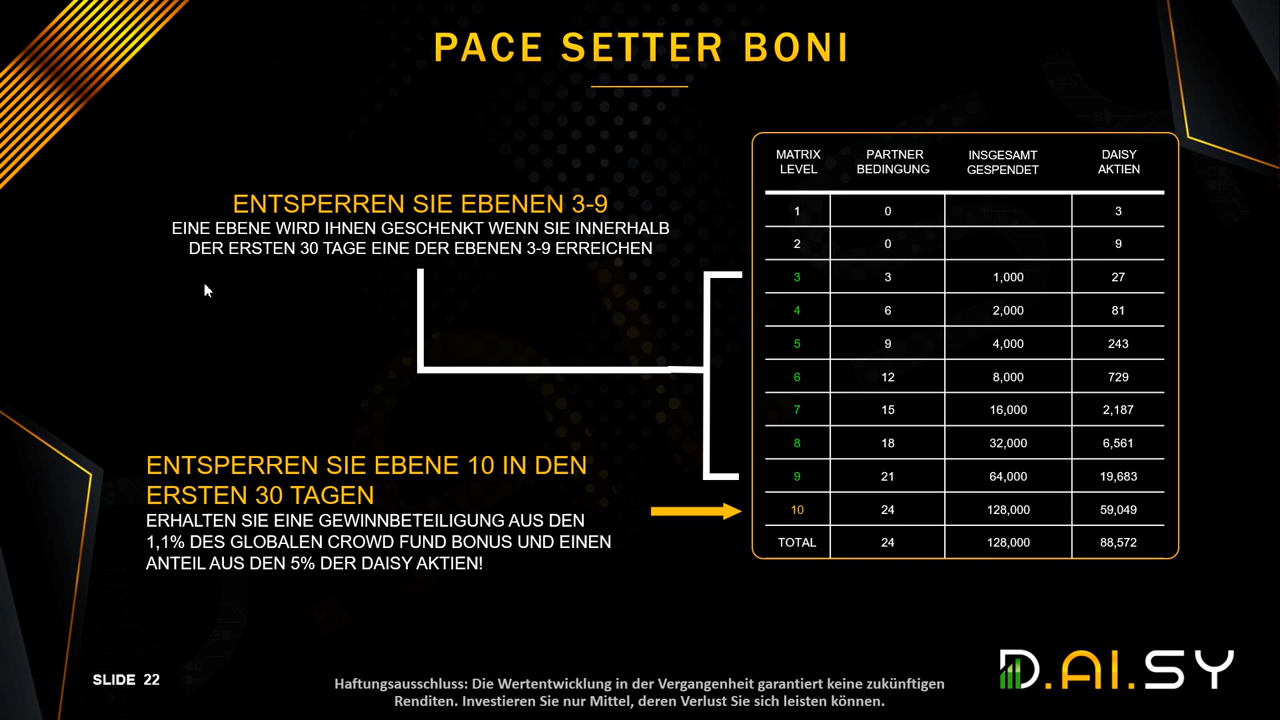 PACE SETTER BONI
ENTSPERREN SIE EBENEN 3-9
EINE EBENE WIRD IHNEN GESCHENKT WENN SIE INNERHALB
DER ERSTEN 30 TAGE EINE DER EBENEN 3-9 ERREICHEN
ENTSPERREN SIE EBENE 10 IN DEN
ERSTEN 30 TAGEN
ERHALTEN SIE EINE GEWINNBETEILIGUNG AUS DEN
1,1% DES GLOBALEN CROWD FUND BONUS UND EINEN
ANTEIL AUS DEN 5% DER DAISY AKTIEN!
MATRIX PARTNER INSGESAMT DAISY
LEVEL BEDINGUNG GESPENDET AKTIEN
1 0 3
2 0 9
3 3 1,000 27
4 6 2,000 81
5 9 4,000 243
6 12 8,000 729
7 15 16,000 2,187
8 18 32,000 6,561
9 21 64,000 19,683
10 24 128,000 59,049
TOTAL 24 128,000 88,572
SLIDE 22
Haftungsausschluss: Die Wertentwicklung in der Vergangenheit garantiert keine zukünftigen
Renditen. Investieren Sie nur Mittel, deren Verlust Sie sich leisten können.
D.AI.SY